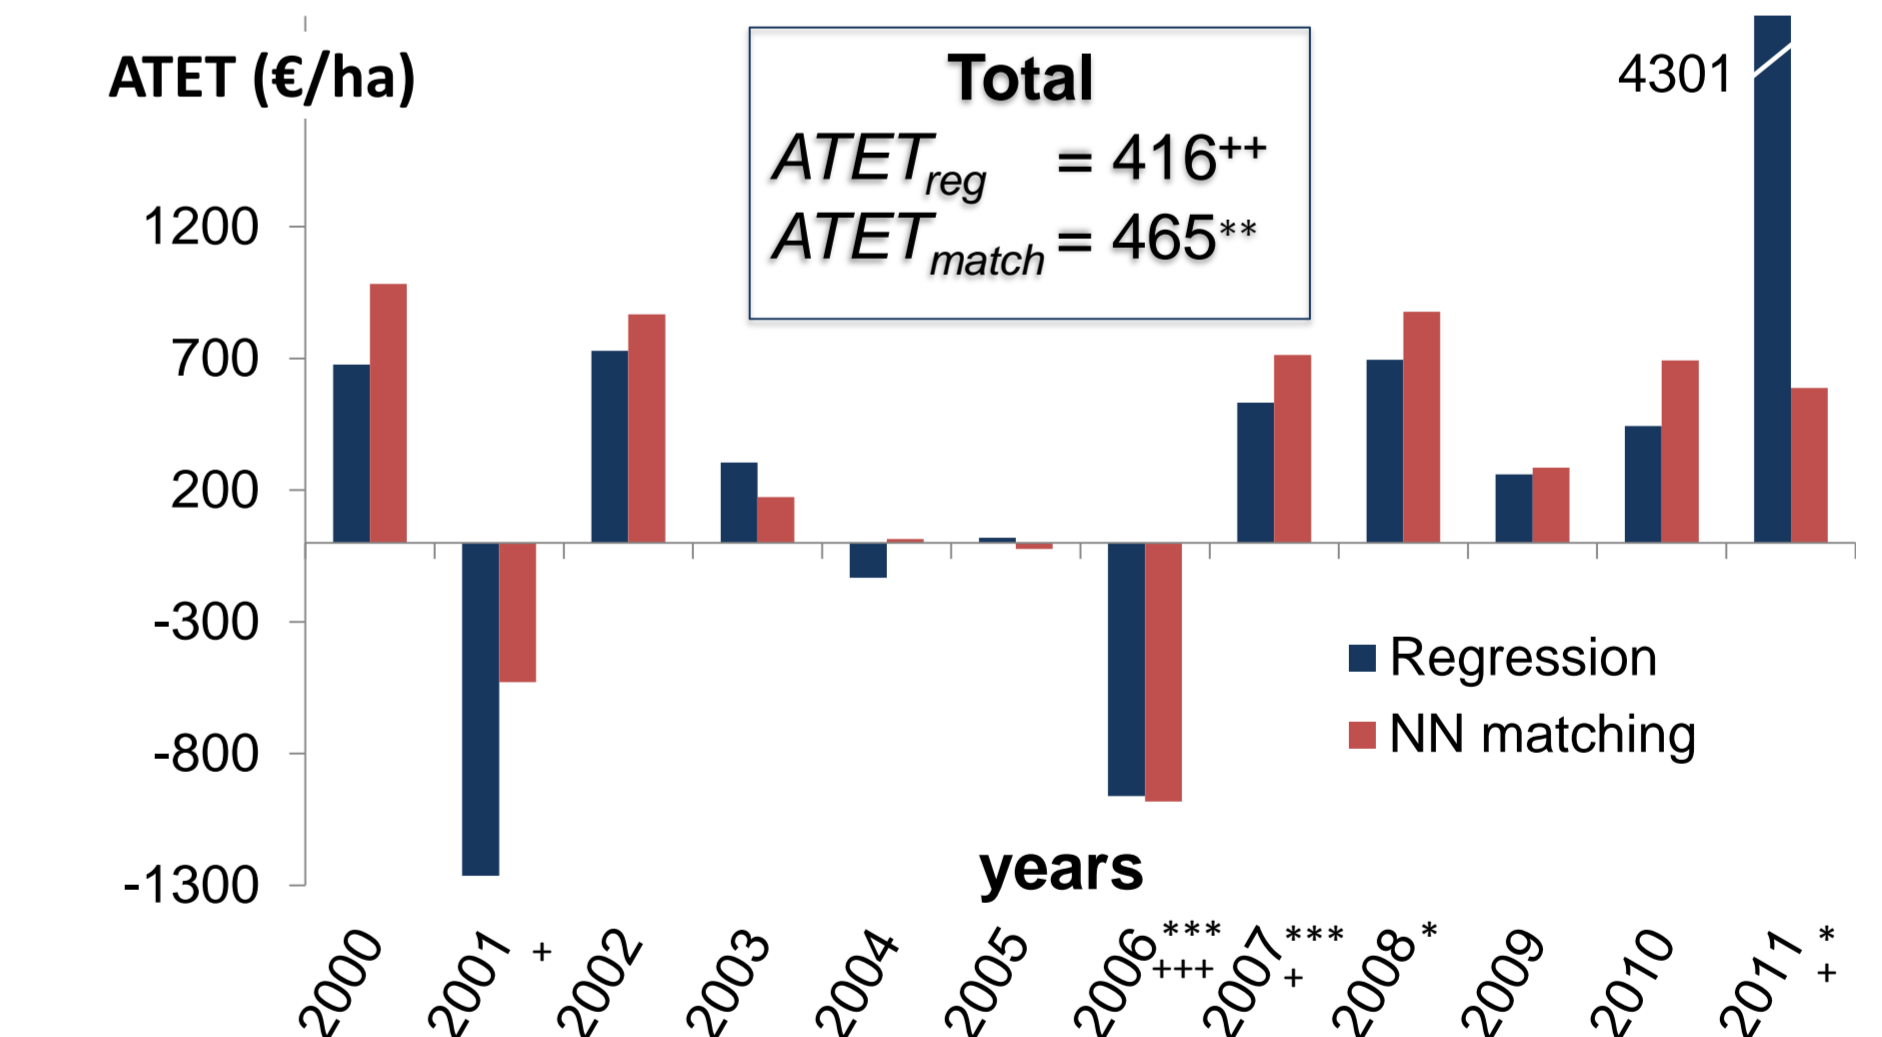 ATET (€/ha)
Total
ATETreg = 416++
ATETmatch = 465**
4301
1200
700
200
-300
-800
-1300
Regression
NN matching
years
2000
2001 +
2002
2003
2004
2005
2006 *** +++
2007 *** +
2008 *
2009
2010
2011 * +